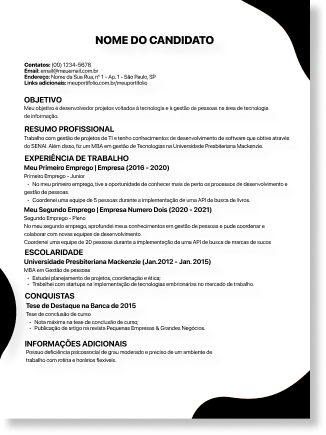 NOME DO CANDIDATO
Contatos: (00) 1234-5678
Email: email@meuemail.com.br
Endereço: Nome da Sua Rua, nº 1 - Ap. 1 - São Paulo, SP
Links adicionais: meuportfolio.com.br/meuportfolio
OBJETIVO
Meu objetivo é desenvolver projetos voltados à tecnologia e à gestão de pessoas na área de tecnologia
de informação.
RESUMO PROFISSIONAL
Trabalho com gestão de projetos de TI e tenho conhecimentos de desenvolvimento de software que obtive através
do SENAI. Além disso, fiz um MBA em gestão de Tecnologias na Universidade Presbiteriana Mackenzie.
EXPERIÊNCIA DE TRABALHO
Meu Primeiro Emprego | Empresa (2016 - 2020)
Primeiro Emprego - Junior
• No meu primeiro emprego, tive a oportunidade de conhecer mais de perto os processos de desenvolvimento e
gestão de pessoas.
• Coordenei uma equipe de 5 pessoas durante a implementação de uma API de busca de livros.
Meu Segundo Emprego | Empresa Numero Dois (2020 - 2021)
Segundo Emprego - Pleno
No meu segundo emprego, aprofundei meus conhecimentos em gestão de pessoas e pude coordenar e
colaborar com novas equipes de desenvolvimento
Coordenei uma equipe de 20 pessoas durante a implementação de uma API de busca de marcas de sucos
ESCOLARIDADE
Universidade Presbiteriana Mackenzie (Jan.2012 - Jan. 2015)
MBA em Gestão de pessoas
• Estudei planejamento de projetos, coordenação e ética;
• Trabalhei com startups na implementação de tecnologias embrionárias no mercado de trabalho.
CONQUISTAS
Tese de Destaque na Banca de 2015
Tese de conclusão de curso
• Nota máxima na tese de conclusão de curso;
• Publicação de artigo na revista Pequenas Empresas & Grandes Negócios.
INFORMAÇÕES ADICIONAIS
Possuo deficiência psicossocial de grau moderado e preciso de um ambiente de
trabalho com rotina e horários flexíveis.